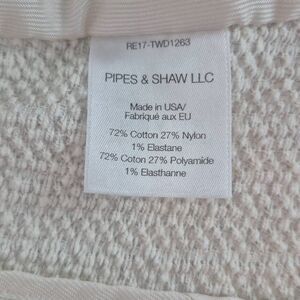 RE17-TWD1263
PIPES & SHAW LLC
Made in USA/
Fabriqué aux EU
72% Cotton 27% Nylon
1% Elastane
72% Coton 27% Polyamide
1% Elasthanne